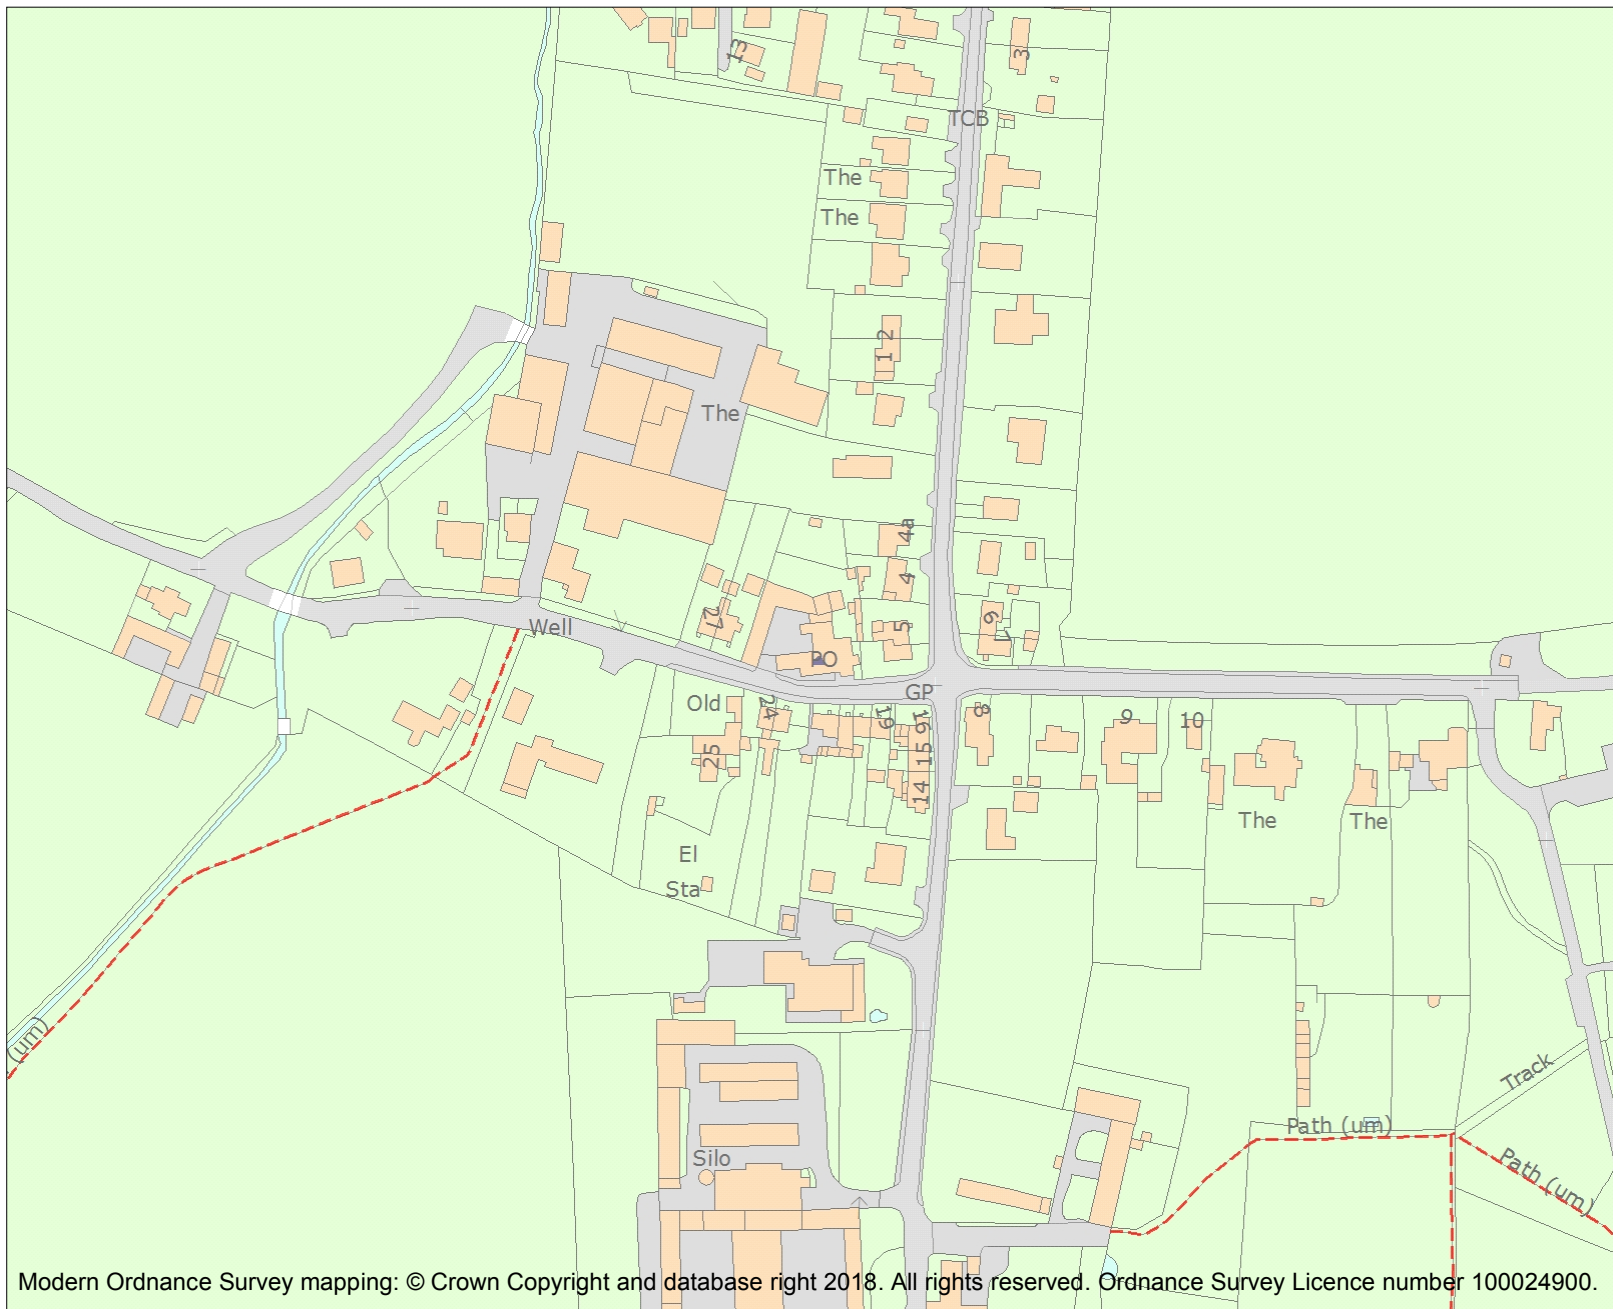 13
3
TCB
The
The
2
1
The
4a
4
27
5
6
7
Well
PO
GP
Old
24
19
16
8
9
10
15
25
14
The
The
El
Sta
(um)
Track
Path (um)
Silo
Path (um)
Modern Ordnance Survey mapping: © Crown Copyright and database right 2018. All rights reserved. Ordnance Survey Licence number 100024900.